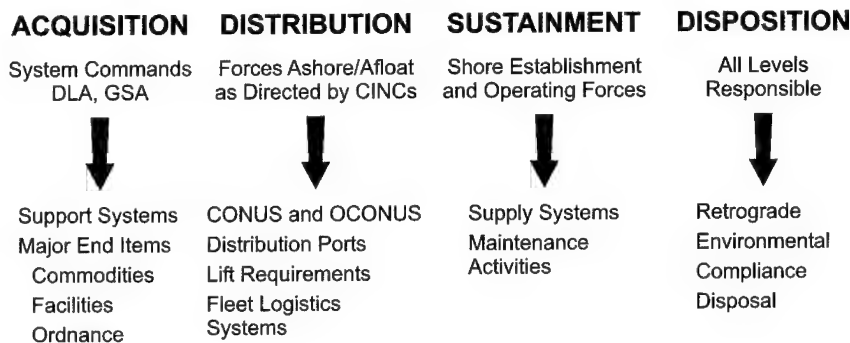 ACQUISITION
System Commands
DLA, GSA
Support Systems
Major End Items
Commodities
Facilities
Ordnance
DISTRIBUTION
Forces Ashore/Afloat
as Directed by CINCs
CONUS and OCONUS
Distribution Ports
Lift Requirements
Fleet Logistics
Systems
SUSTAINMENT
Shore Establishment
and Operating Forces
Supply Systems
Maintenance
Activities
DISPOSITION
All Levels
Responsible
Retrograde
Environmental
Compliance
Disposal